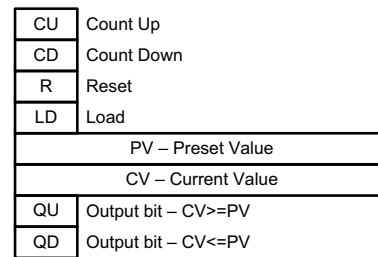 CU Count Up
CD Count Down
R Reset
LD Load
PV – Preset Value
CV – Current Value
QU Output bit – CV>=PV
QD Output bit – CV<=PV